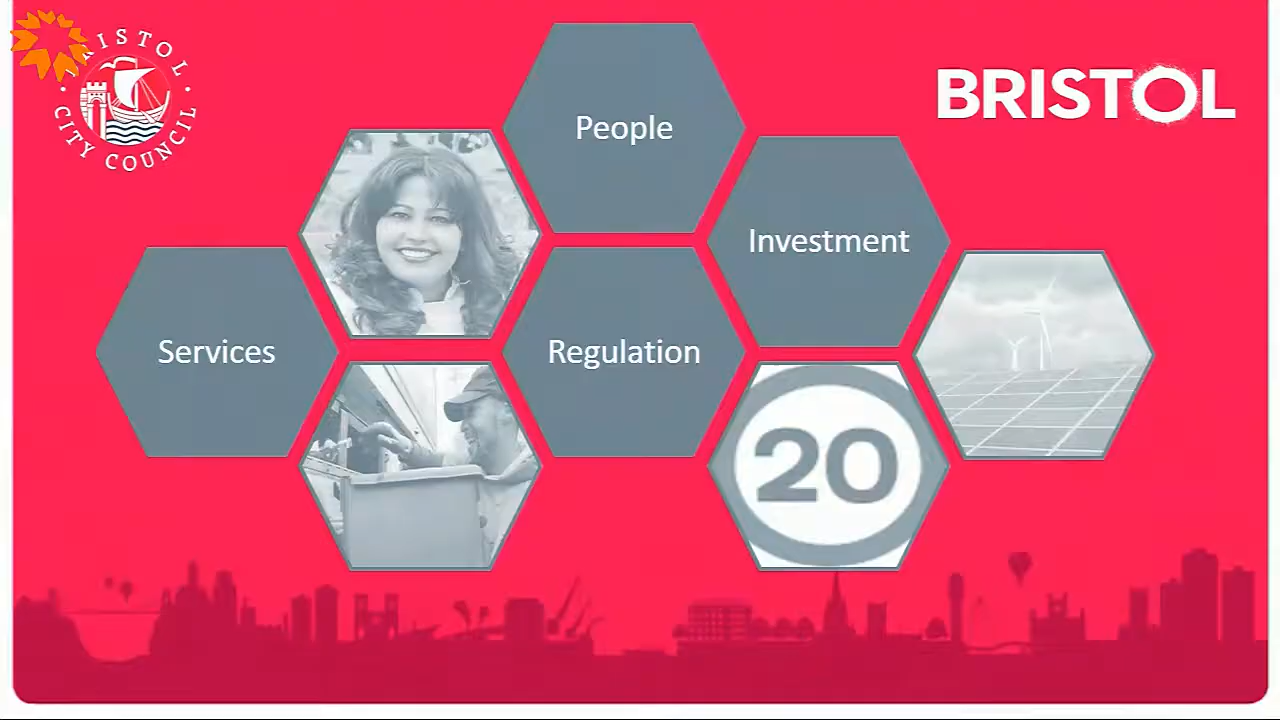 BRISTOL
CITY COUNCIL
BRISTOL
People
Investment
Services
Regulation
20